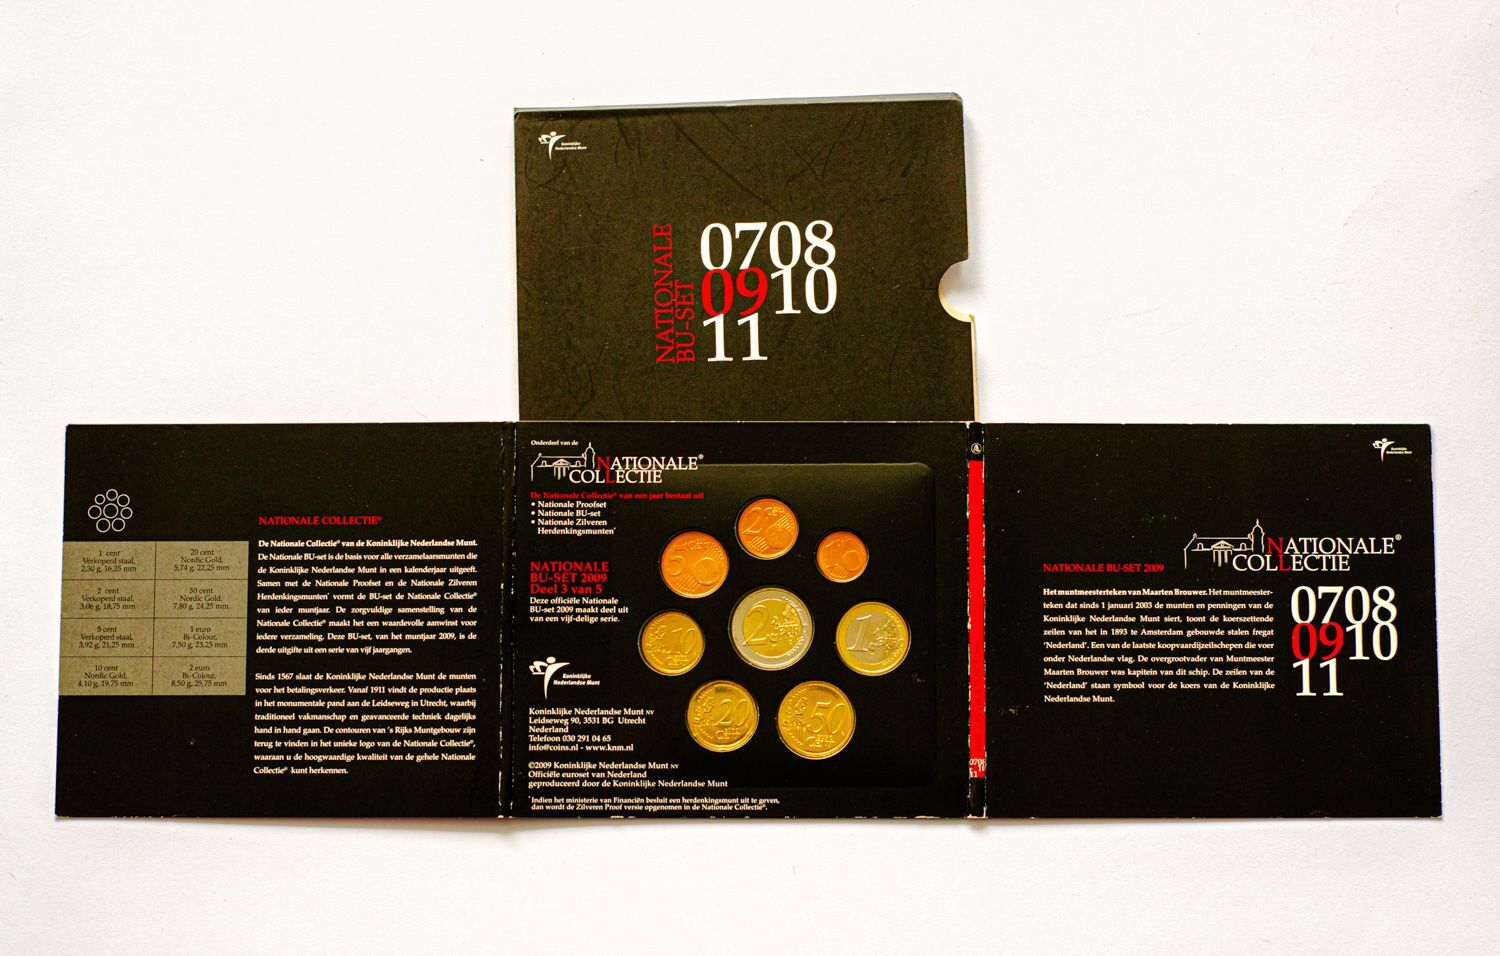 Koninklijke
Nederlandse Munt
NATIONALE
BU-SET
0708
0910
11
1 cent
Verkoperd staal,
2,30 g, 16,25 mm
20 cent
Nordic Gold,
5,74 g, 22,25 mm
2 cent
Verkoperd staal,
3,06 g, 18,75 mm
50 cent
Nordic Gold,
7,80 g, 24,25 mm
5 cent
Verkoperd staal,
3,92 g, 21,25 mm
1 euro
Bi-Colour,
7,50 g, 23,25 mm
10 cent
Nordic Gold,
4,10 g, 19,75 mm
2 euro
Bi-Colour,
8,50 g, 25,75 mm
NATIONALE COLLECTIE®
De Nationale Collectie® van de Koninklijke Nederlandse Munt.
De Nationale BU-set is de basis voor alle verzamelaarsmunten die
de Koninklijke Nederlandse Munt in een kalenderjaar uitgeeft.
Samen met de Nationale Proofset en de Nationale Zilveren
Herdenkingsmunten* vormt de BU-set de Nationale Collectie®
van ieder muntjaar. De zorgvuldige samenstelling van de
Nationale Collectie® maakt het een waardevolle aanwinst voor
iedere verzameling. Deze BU-set, van het muntjaar 2009, is de
derde uitgifte uit een serie van vijf jaargangen.
Sinds 1567 slaat de Koninklijke Nederlandse Munt de munten
voor het betalingsverkeer. Vanaf 1911 vindt de productie plaats
in het monumentale pand aan de Leidseweg in Utrecht, waarbij
traditioneel vakmanschap en geavanceerde techniek dagelijks
hand in hand gaan. De contouren van 's Rijks Muntgebouw zijn
terug te vinden in het unieke logo van de Nationale Collectie®,
waaraan u de hoogwaardige kwaliteit van de gehele Nationale
Collectie® kunt herkennen.
Onderdeel van de
NATIONALE®
COLLECTIE
De Nationale Collectie® van een jaar bestaat uit
• Nationale Proofset
• Nationale BU-set
• Nationale Zilveren
Herdenkingsmunten*
NATIONALE
BU-SET 2009
Deel 3 van 5
Deze officiële Nationale
BU-set 2009 maakt deel uit
van een vijf-delige serie.
Koninklijke
Nederlandse Munt
Koninklijke Nederlandse Munt NV
Leidseweg 90, 3531 BG Utrecht
Nederland
Telefoon 030 291 04 65
info@coins.nl - www.knm.nl
©2009 Koninklijke Nederlandse Munt NV
Officiële euroset van Nederland
geproduceerd door de Koninklijke Nederlandse Munt
*Indien het ministerie van Financiën besluit een herdenkingsmunt uit te geven,
dan wordt de Zilveren Proof versie opgenomen in de Nationale Collectie®.
2
5
1
10
2
1
20
50
0708
11
Koninklijke
Nederlandse Munt
NATIONALE®
COLLECTIE
NATIONALE BU-SET 2009
Het muntmeesterteken van Maarten Brouwer. Het muntmeester-
teken dat sinds 1 januari 2003 de munten en penningen van de
Koninklijke Nederlandse Munt siert, toont de koerszettende
zeilen van het in 1893 te Amsterdam gebouwde stalen fregat
'Nederland'. Een van de laatste koopvaardijzeilschepen die voer
onder Nederlandse vlag. De overgrootvader van Muntmeester
Maarten Brouwer was kapitein van dit schip. De zeilen van de
'Nederland' staan symbool voor de koers van de Koninklijke
Nederlandse Munt.
0708
0910
11